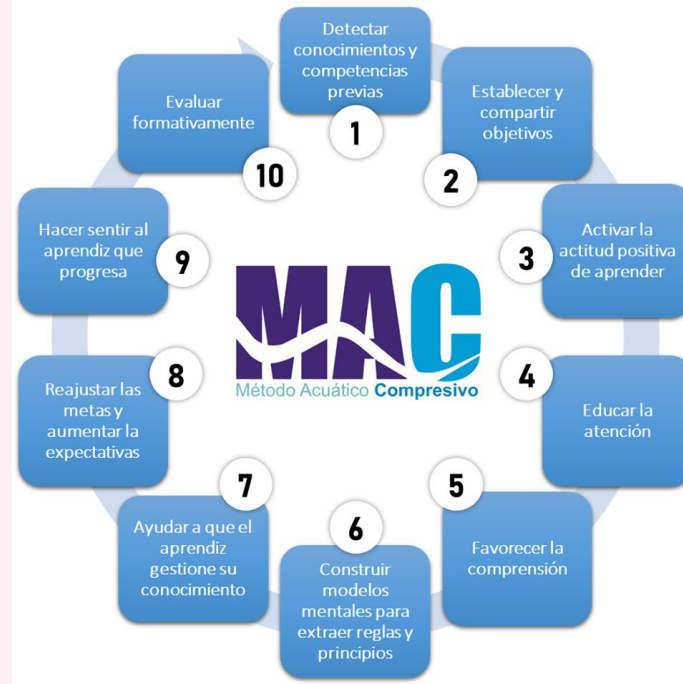 Detectar
conocimientos y
competencias
previas
1
Establecer y
compartir
objetivos
2
Activar la
actitud positiva
de aprender
3
Educar la
atención
4
Favorecer la
comprensión
5
Construir
modelos
mentales para
extraer reglas y
principios
6
Ayudar a que el
aprendiz
gestione su
conocimiento
7
Reajustar las
metas y
aumentar la
expectativas
8
Hacer sentir al
aprendiz que
progresa
9
Evaluar
formativamente
10
MAC
Método Acuático Compresivo